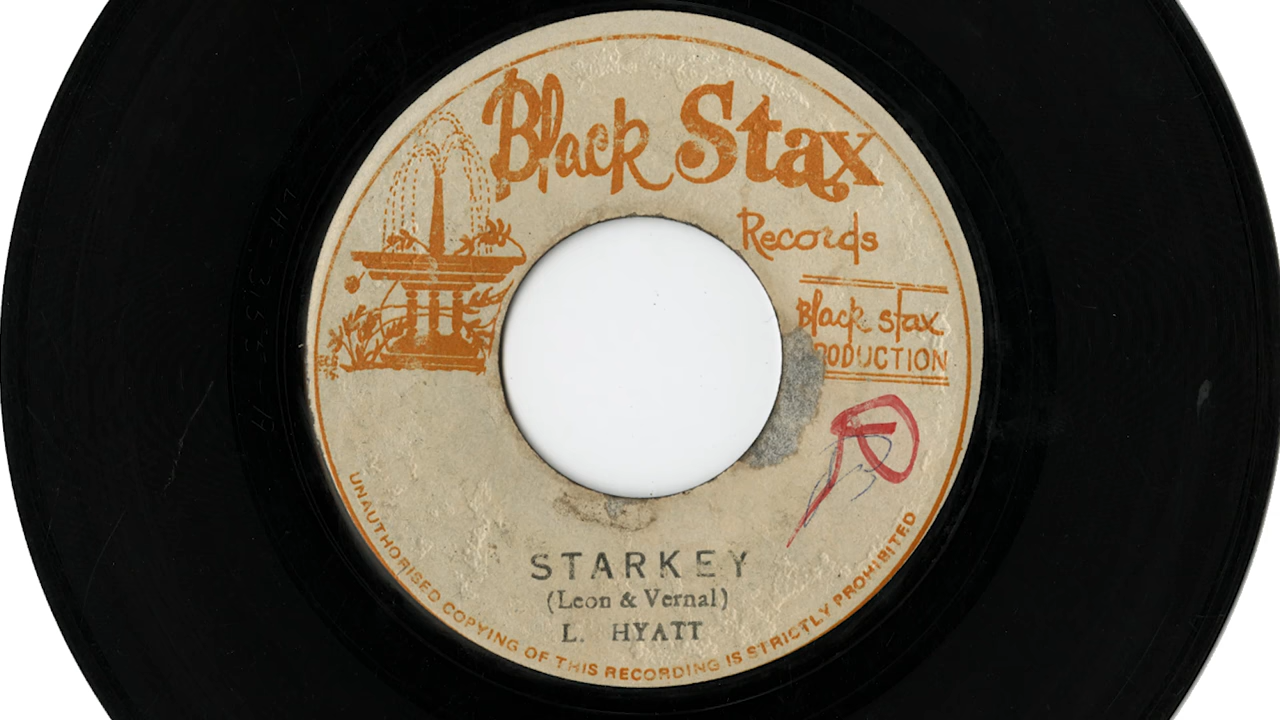 Black Stax
Records
Black stax
PRODUCTION
STARKEY
(Leon & Vernal)
L. HYATT
UNAUTHORISED COPYING OF THIS RECORDING IS STRICTLY PROHIBITED